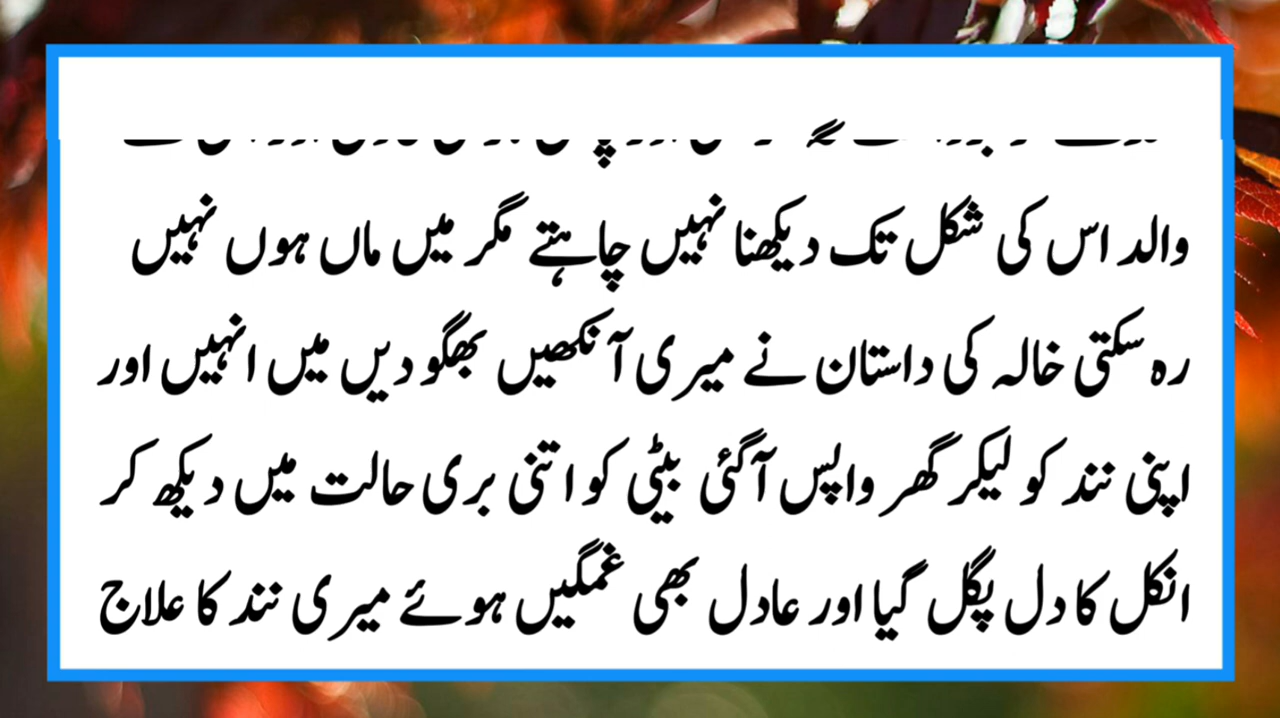 والد اس کی شکل تک دیکھنا نہیں چاہتے مگر میں ماں ہوں نہیں
رہ سکتی خالہ کی داستان نے میری آنکھیں بھگو دیں میں انہیں اور
اپنی نند کو لیکر گھر واپس آگئی بیٹی کو اتنی بری حالت میں دیکھ کر
انکل کا دل پگل گیا اور عادل بھی غمگیں ہوئے میری نند کا علاج